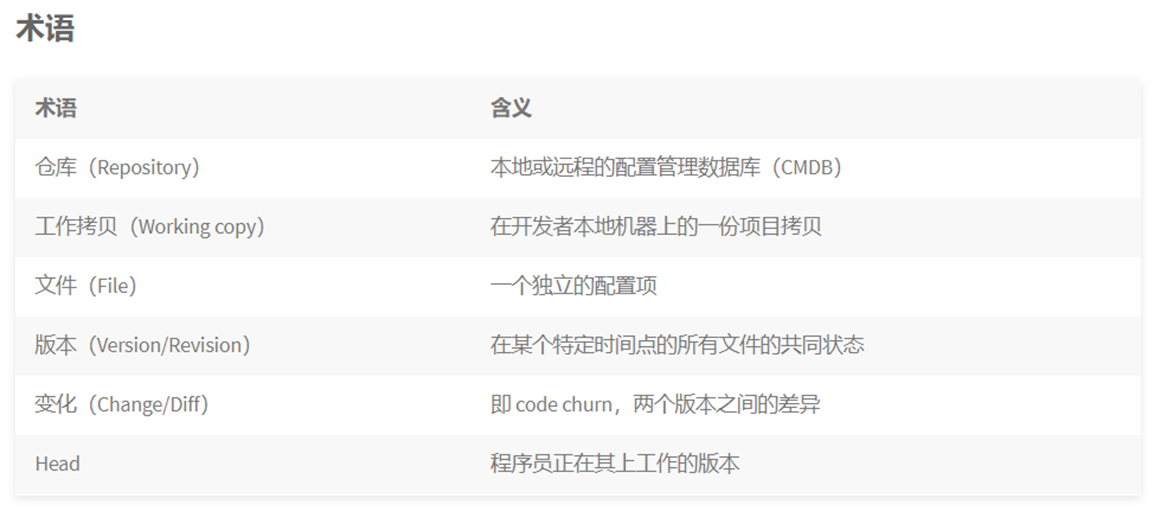 术语
术语 含义
仓库（Repository） 本地或远程的配置管理数据库（CMDB）
工作拷贝（Working copy） 在开发者本地机器上的一份项目拷贝
文件（File） 一个独立的配置项
版本（Version/Revision） 在某个特定时间点的所有文件的共同状态
变化（Change/Diff） 即 code churn，两个版本之间的差异
Head 程序员正在其上工作的版本